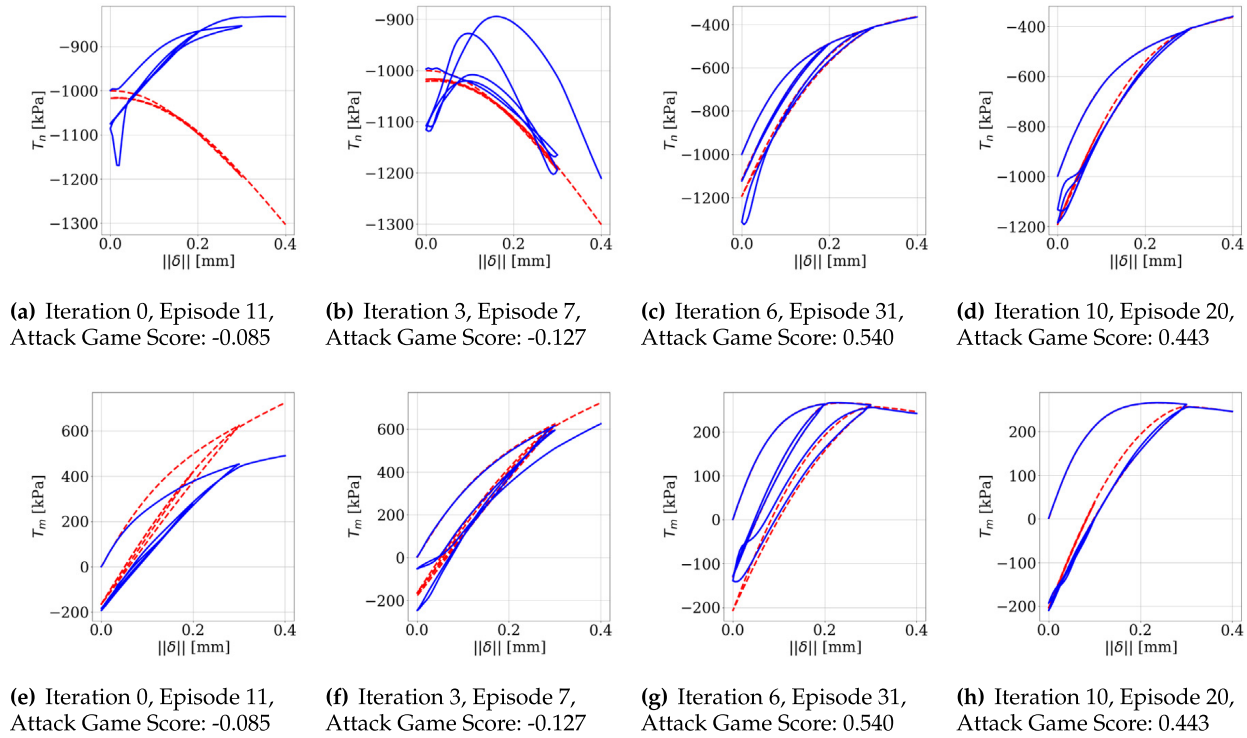 −900
−1000
−1100
−1200
−1300
T_n [kPa]
0.0 0.2 0.4
||δ|| [mm]
−900
−1000
−1100
−1200
−1300
T_n [kPa]
0.0 0.2 0.4
||δ|| [mm]
−400
−600
−800
−1000
−1200
T_n [kPa]
0.0 0.2 0.4
||δ|| [mm]
−400
−600
−800
−1000
−1200
T_n [kPa]
0.0 0.2 0.4
||δ|| [mm]
(a) Iteration 0, Episode 11,
Attack Game Score: -0.085
(b) Iteration 3, Episode 7,
Attack Game Score: -0.127
(c) Iteration 6, Episode 31,
Attack Game Score: 0.540
(d) Iteration 10, Episode 20,
Attack Game Score: 0.443
600
400
200
0
−200
T_m [kPa]
0.0 0.2 0.4
||δ|| [mm]
600
400
200
0
−200
T_m [kPa]
0.0 0.2 0.4
||δ|| [mm]
200
100
0
−100
−200
T_m [kPa]
0.0 0.2 0.4
||δ|| [mm]
200
100
0
−100
−200
T_m [kPa]
0.0 0.2 0.4
||δ|| [mm]
(e) Iteration 0, Episode 11,
Attack Game Score: -0.085
(f) Iteration 3, Episode 7,
Attack Game Score: -0.127
(g) Iteration 6, Episode 31,
Attack Game Score: 0.540
(h) Iteration 10, Episode 20,
Attack Game Score: 0.443